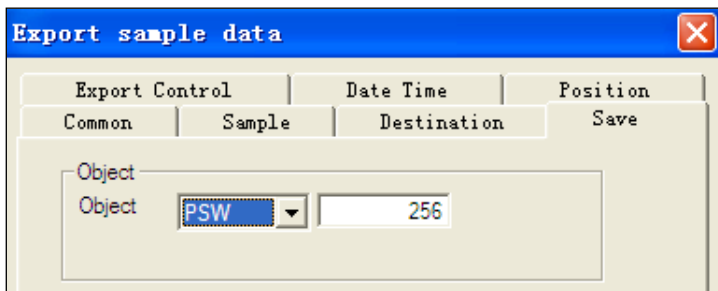 Export sample data
Export Control Date Time Position
Common Sample Destination Save
Object
Object PSW 256